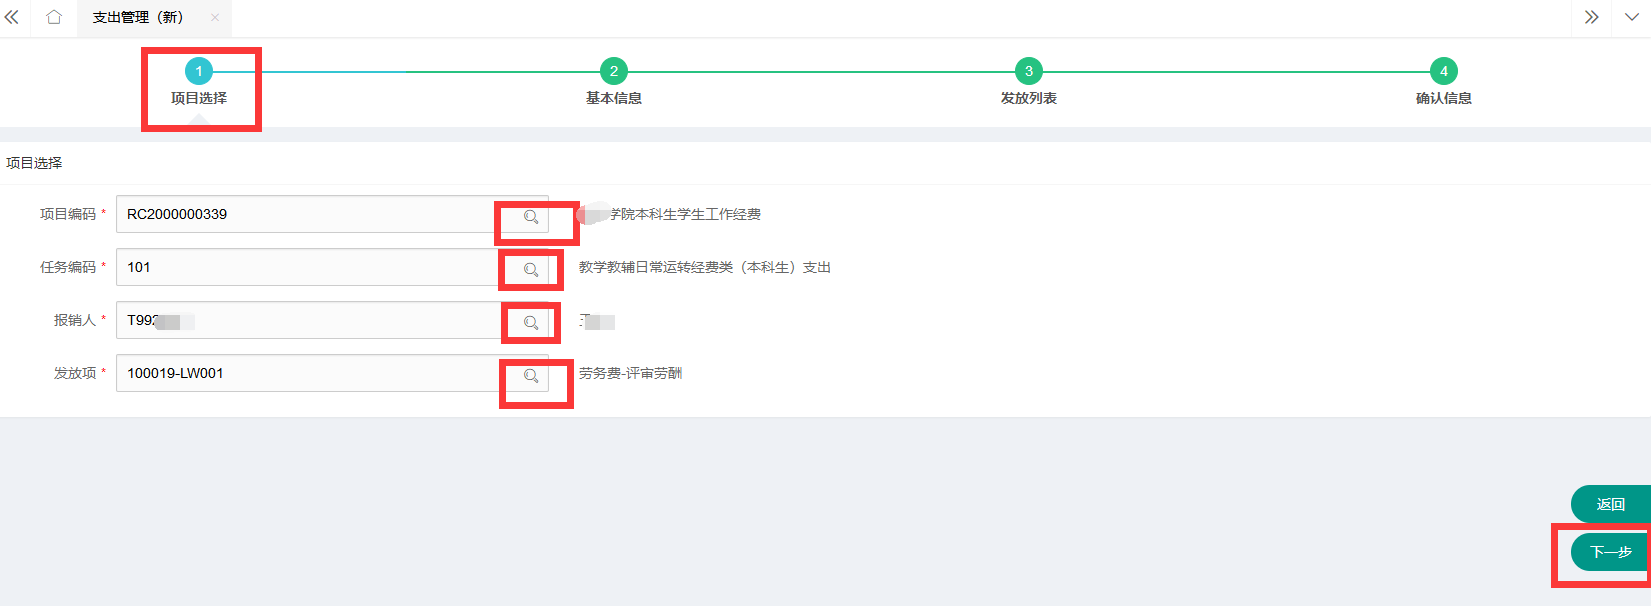 支出管理（新） ×
1 2 3 4
项目选择 基本信息 发放列表 确认信息
项目选择
项目编码 * RC2000000339 学院本科生学生工作经费
任务编码 * 101 教学教辅日常运转经费类（本科生）支出
报销人 * T992
发放项 * 100019-LW001 劳务费-评审劳酬
返回
下一步